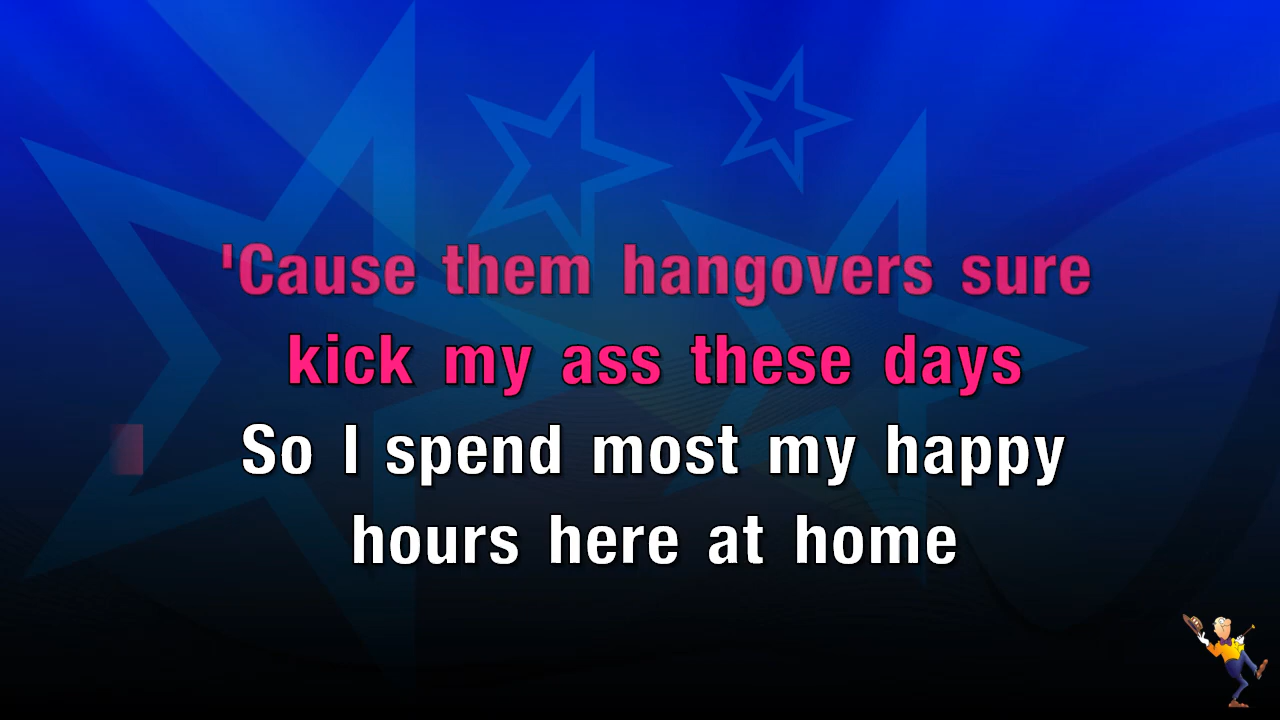 'Cause them hangovers sure
kick my ass these days
So I spend most my happy
hours here at home